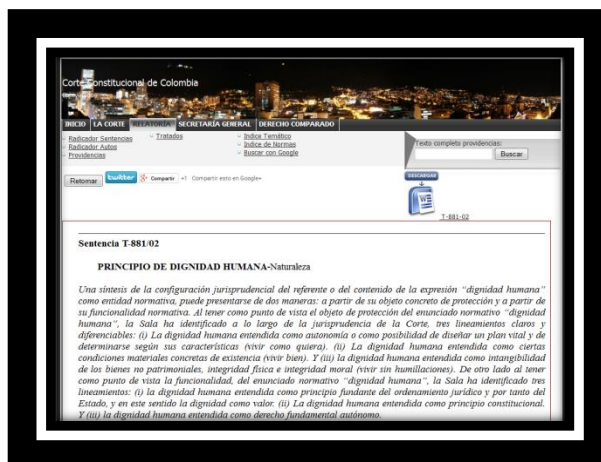 Corte Constitucional de Colombia
INICIO LA CORTE RELATORÍA SECRETARÍA GENERAL DERECHO COMPARADO
Radicador Sentencias
Radicador Autos
Providencias
Tratados
Indice Temático
Indice de Normas
Buscar con Google
Texto completo providencias:
Buscar
Retornar twitter Compartir +1 Compartir esto en Google+
DESCARGAR
T-881-02
Sentencia T-881/02
PRINCIPIO DE DIGNIDAD HUMANA-Naturaleza
Una síntesis de la configuración jurisprudencial del referente o del contenido de la expresión "dignidad humana"
como entidad normativa, puede presentarse de dos maneras: a partir de su objeto concreto de protección y a partir de
su funcionalidad normativa. Al tener como punto de vista el objeto de protección del enunciado normativo "dignidad
humana", la Sala ha identificado a lo largo de la jurisprudencia de la Corte, tres lineamientos claros y
diferenciables: (i) La dignidad humana entendida como autonomía o como posibilidad de diseñar un plan vital y de
determinarse según sus características (vivir como quiera). (ii) La dignidad humana entendida como ciertas
condiciones materiales concretas de existencia (vivir bien). Y (iii) la dignidad humana entendida como intangibilidad
de los bienes no patrimoniales, integridad física e integridad moral (vivir sin humillaciones). De otro lado al tener
como punto de vista la funcionalidad, del enunciado normativo "dignidad humana", la Sala ha identificado tres
lineamientos: (i) la dignidad humana entendida como principio fundante del ordenamiento jurídico y por tanto del
Estado, y en este sentido la dignidad como valor. (ii) La dignidad humana entendida como principio constitucional.
Y (iii) la dignidad humana entendida como derecho fundamental autónomo.